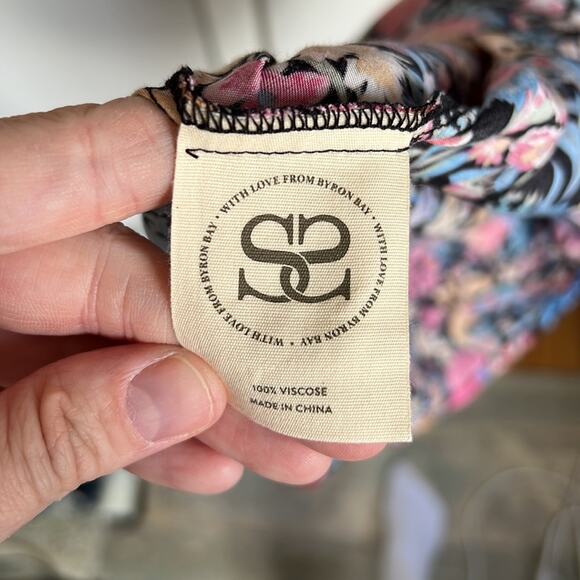 WITH LOVE FROM BYRON BAY • WITH LOVE FROM BYRON BAY • WITH LOVE FROM BYRON BAY •
100% VISCOSE
MADE IN CHINA